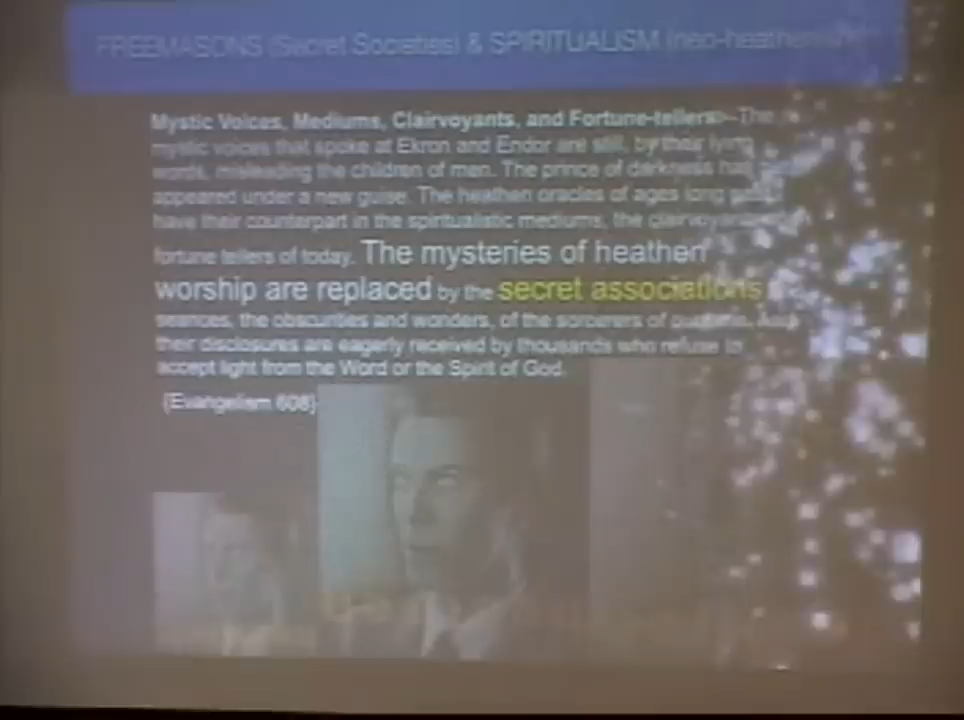 FREEMASONS (Secret Societies) & SPIRITUALISM
Mystic Voices, Mediums, Clairvoyants, and Fortune-tellers--The
mystic voices that spoke at Ekron and Endor are still, by their lying
words, misleading the children of men. The prince of darkness has
appeared under a new guise. The heathen oracles of ages long
have their counterpart in the spiritualistic mediums, the
fortune tellers of today. The mysteries of heathen
worship are replaced by the secret associations
seances, the obscurities and wonders, of the sorcerers of
their disclosures are eagerly received by thousands who refuse to
accept light from the Word or the Spirit of God.
(Evangelism 608)